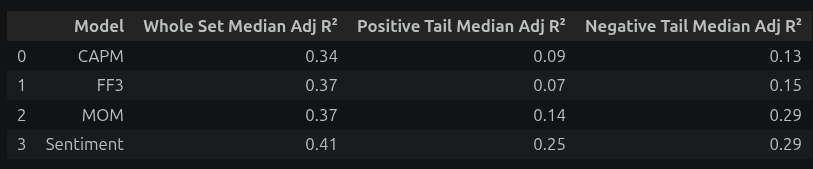 Model Whole Set Median Adj R² Positive Tail Median Adj R² Negative Tail Median Adj R²
0 CAPM 0.34 0.09 0.13
1 FF3 0.37 0.07 0.15
2 MOM 0.37 0.14 0.29
3 Sentiment 0.41 0.25 0.29